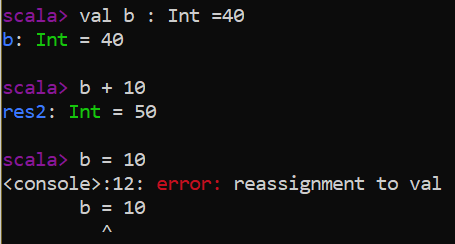 scala> val b : Int =40
b: Int = 40
scala> b + 10
res2: Int = 50
scala> b = 10
<console>:12: error: reassignment to val
       b = 10
         ^